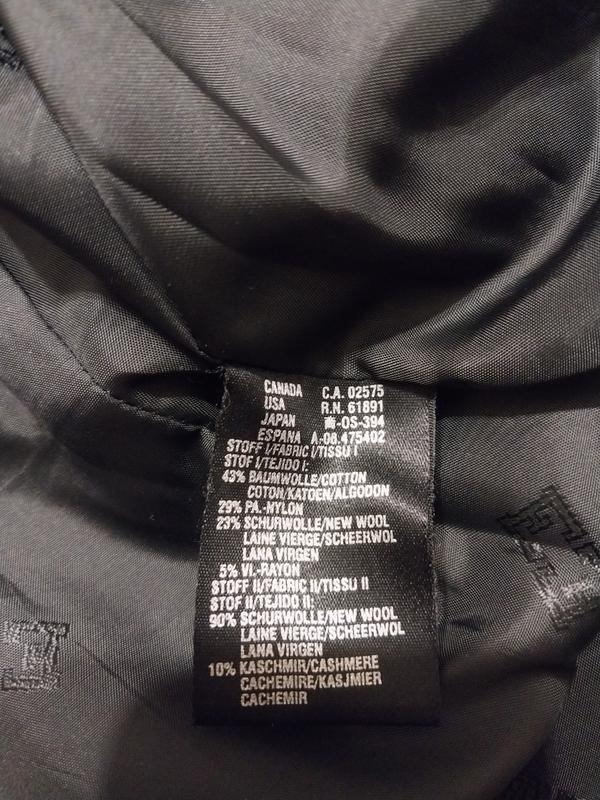 CANADA C.A. 02575
USA R.N. 61891
JAPAN -OS-394
ESPANA A-08.475402
STOFF I/FABRIC I/TISSU I
STOF I/TEJIDO I:
43% BAUMWOLLE/COTTON
COTON/KATOEN/ALGODON
29% PA.-NYLON
23% SCHURWOLLE/NEW WOOL
LAINE VIERGE/SCHEERWOL
LANA VIRGEN
5% VI.-RAYON
STOFF II/FABRIC II/TISSU II
STOF II/TEJIDO II:
90% SCHURWOLLE/NEW WOOL
LAINE VIERGE/SCHEERWOL
LANA VIRGEN
10% KASCHMIR/CASHMERE
CACHEMIRE/KASJMIER
CACHEMIR